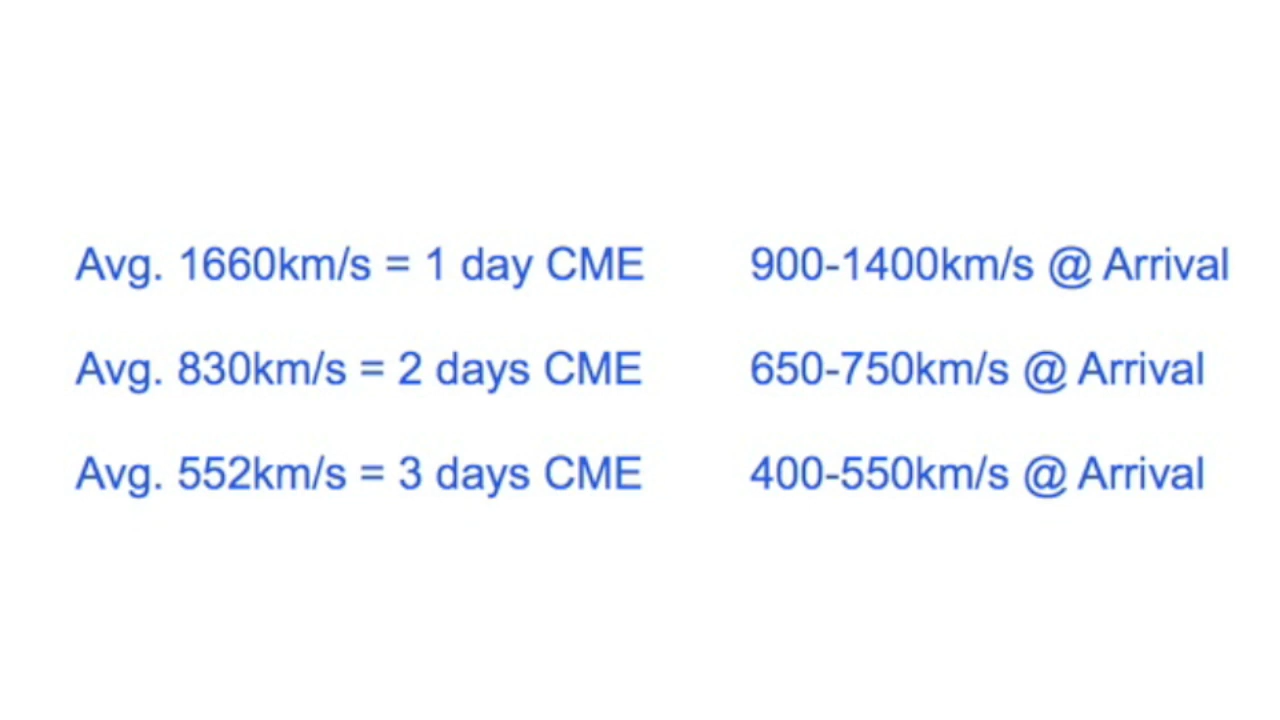 Avg. 1660km/s = 1 day CME 900-1400km/s @ Arrival
Avg. 830km/s = 2 days CME 650-750km/s @ Arrival
Avg. 552km/s = 3 days CME 400-550km/s @ Arrival